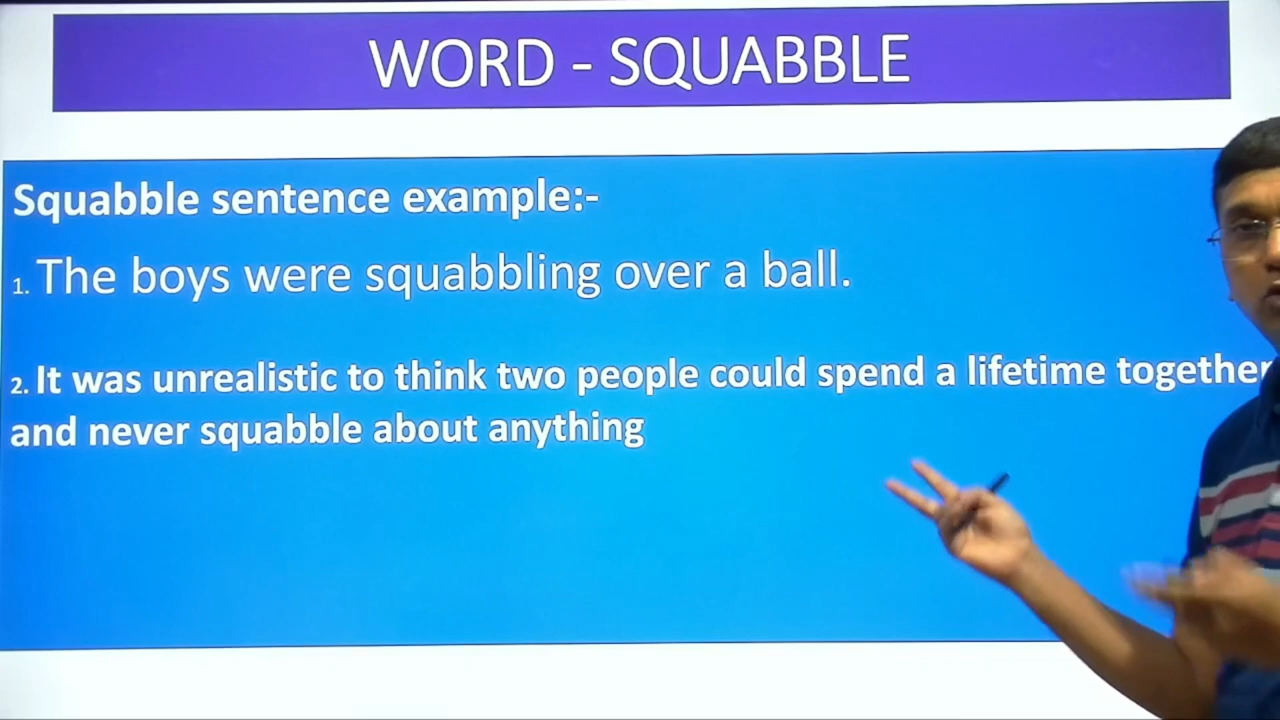 WORD - SQUABBLE
Squabble sentence example:-
1. The boys were squabbling over a ball.
2. It was unrealistic to think two people could spend a lifetime together
and never squabble about anything